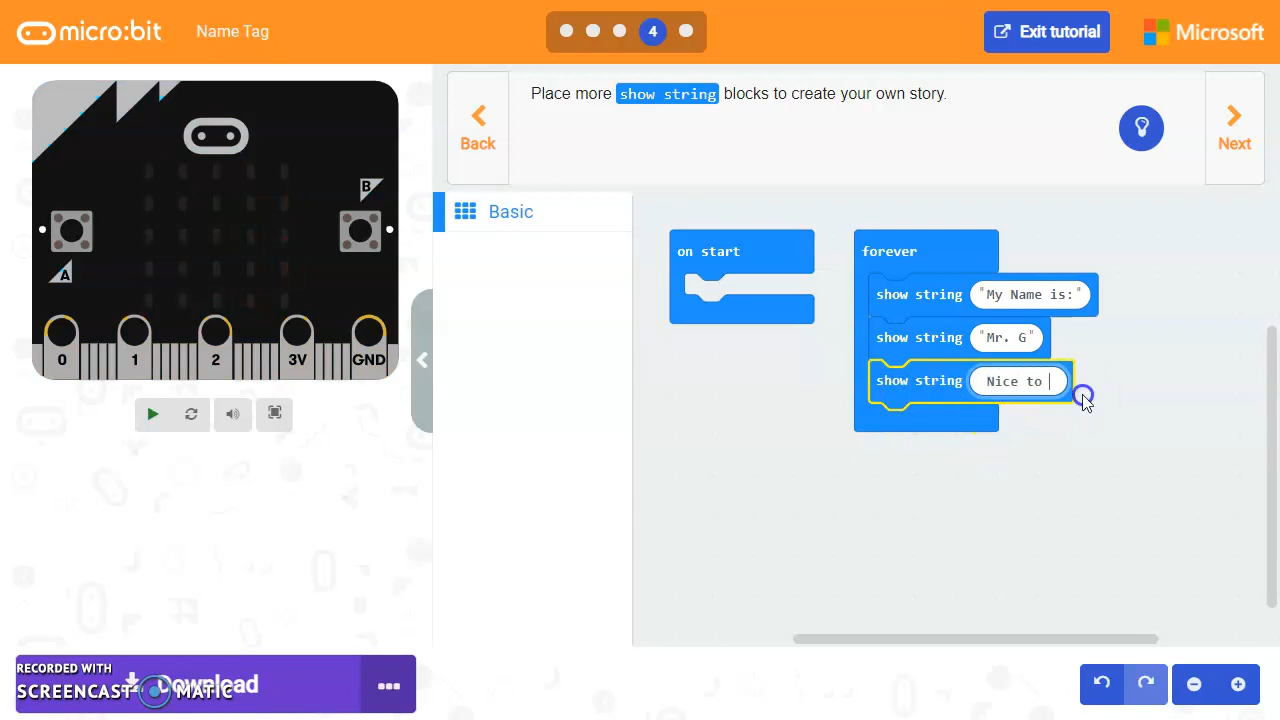 micro:bit
Name Tag
4
Exit tutorial
Microsoft
Back
Place more show string blocks to create your own story.
Next
Basic
on start
forever
show string "My Name is:"
show string "Mr. G"
show string Nice to
A
B
0 1 2 3V GND
Download
RECORDED WITH
SCREENCAST MATIC